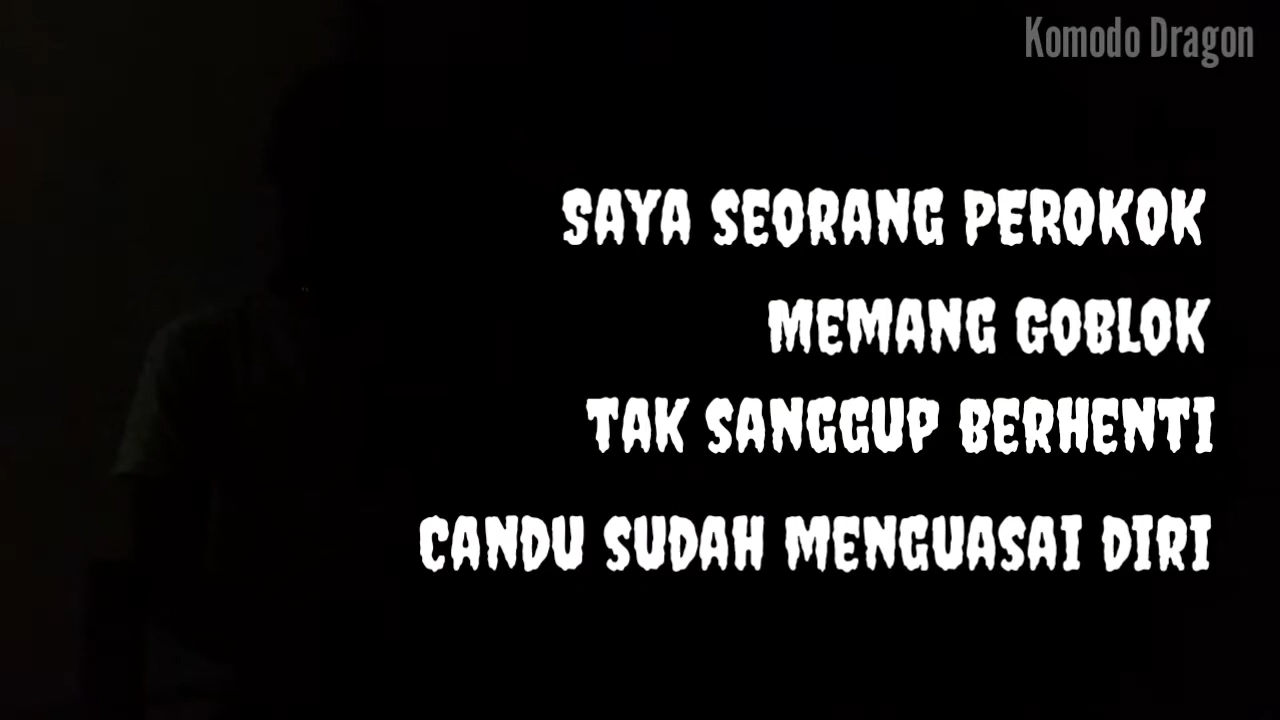 Komodo Dragon
SAYA SEORANG PEROKOK
MEMANG GOBLOK
TAK SANGGUP BERHENTI
CANDU SUDAH MENGUASAI DIRI